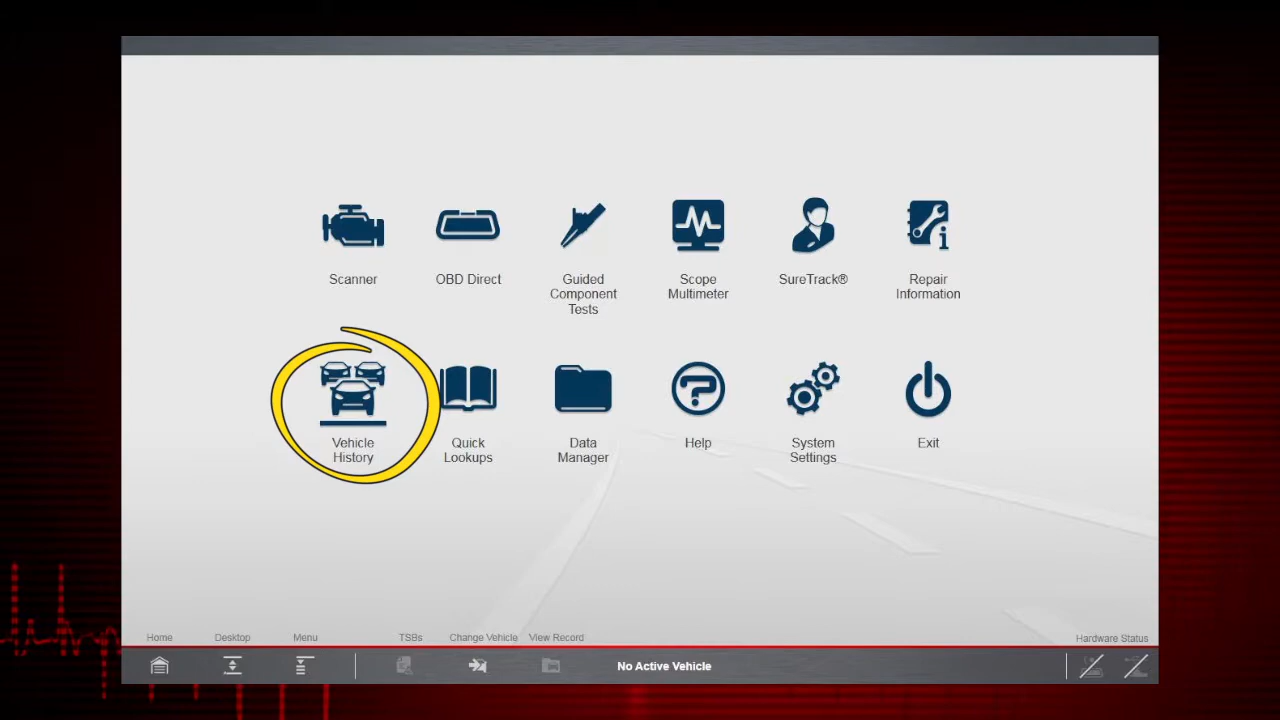 Scanner
OBD Direct
Guided
Component
Tests
Scope
Multimeter
SureTrack®
Repair
Information
Vehicle
History
Quick
Lookups
Data
Manager
Help
System
Settings
Exit
Home
Desktop
Menu
TSBs
Change Vehicle
View Record
Hardware Status
No Active Vehicle